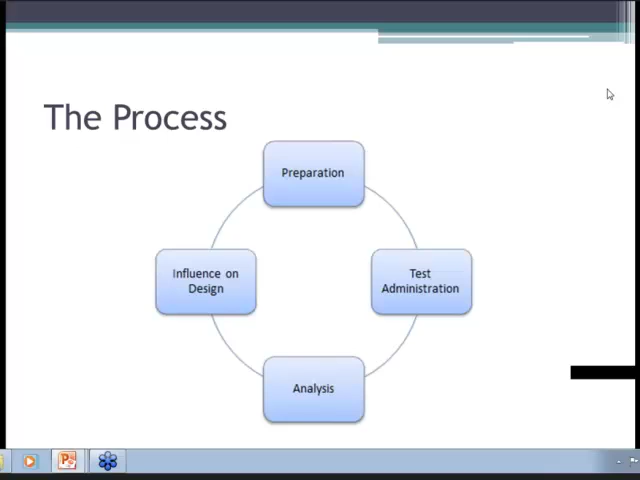 The Process
Preparation
Influence on
Design
Test
Administration
Analysis